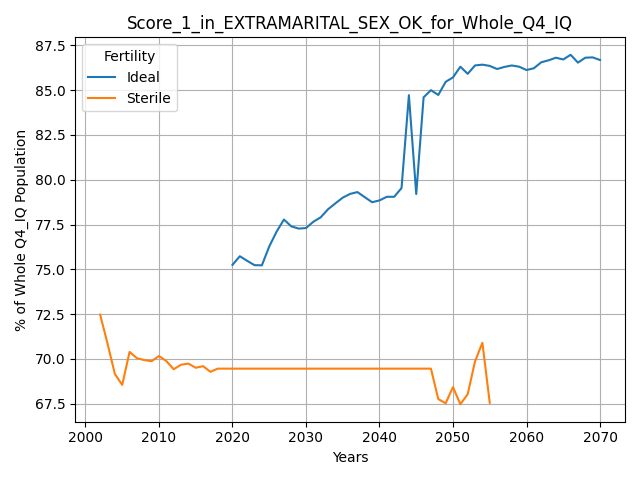 Score_1_in_EXTRAMARITAL_SEX_OK_for_Whole_Q4_IQ
Fertility
Ideal
Sterile
% of Whole Q4_IQ Population
87.5
85.0
82.5
80.0
77.5
75.0
72.5
70.0
67.5
2000 2010 2020 2030 2040 2050 2060 2070
Years